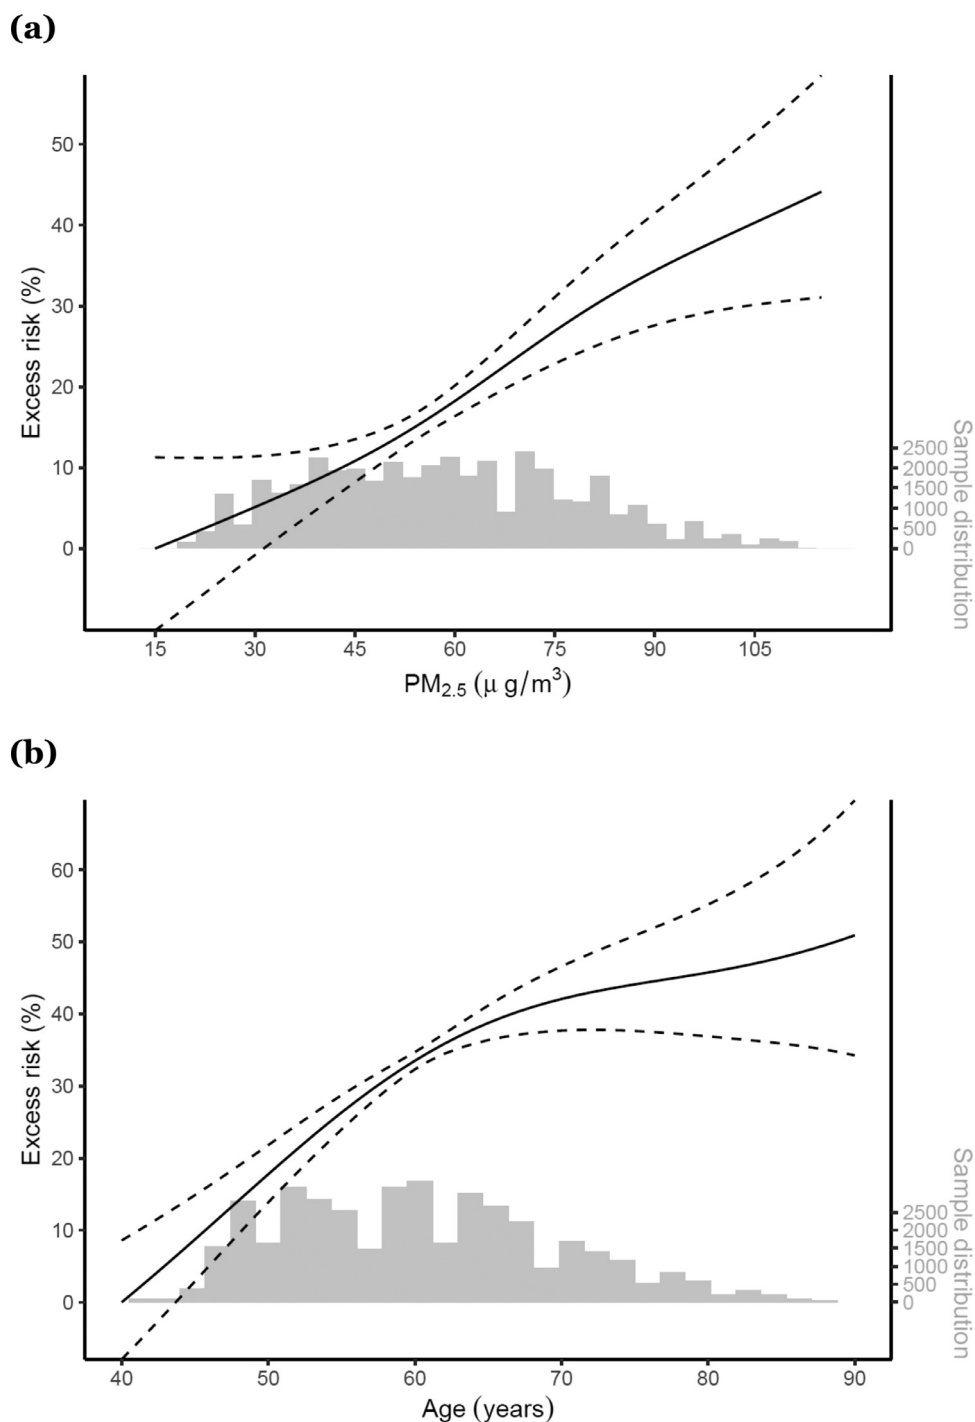 (a)
Excess risk (%)
50
40
30
20
10
0
2500
2000
1500
1000
500
0
Sample distribution
15 30 45 60 75 90 105
PM2.5 (μ g/m3)
(b)
Excess risk (%)
60
50
40
30
20
10
0
2500
2000
1500
1000
500
0
Sample distribution
40 50 60 70 80 90
Age (years)